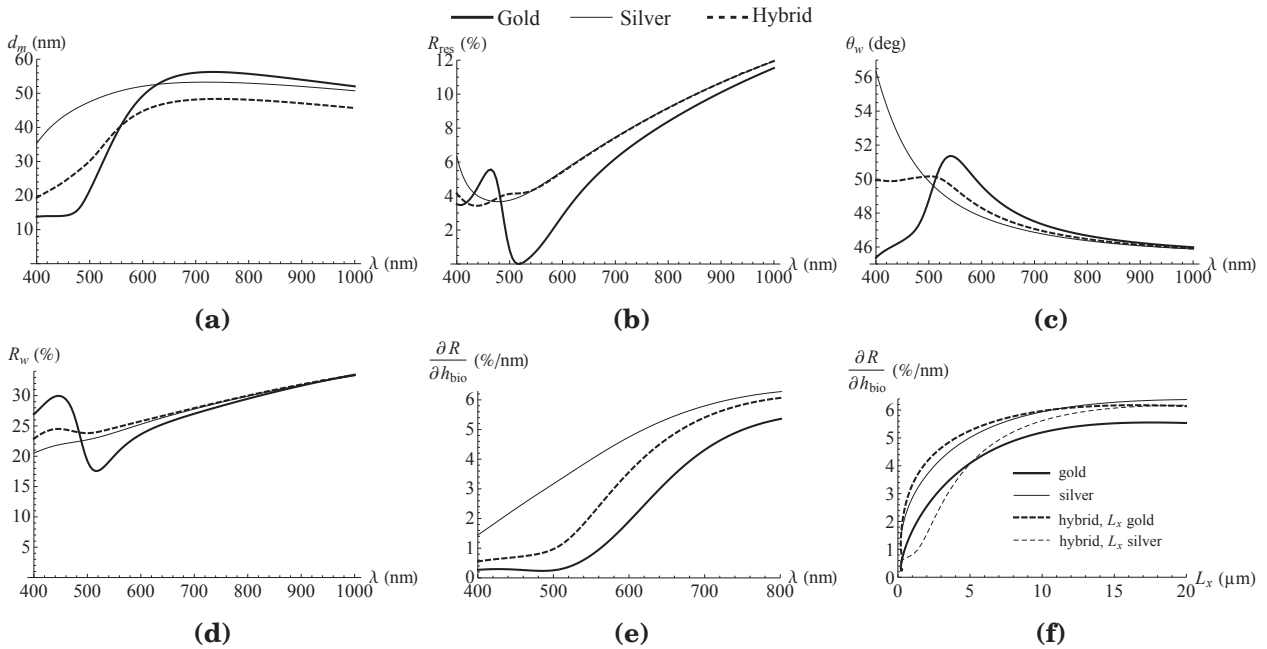 Gold Silver Hybrid
d_m (nm)
60
50
40
30
20
10
400 500 600 700 800 900 1000 λ (nm)
(a)
R_res (%)
12
10
8
6
4
2
0
400 500 600 700 800 900 1000 λ (nm)
(b)
θ_w (deg)
56
54
52
50
48
46
400 500 600 700 800 900 1000 λ (nm)
(c)
R_w (%)
30
25
20
15
10
5
400 500 600 700 800 900 1000 λ (nm)
(d)
∂R
∂h_bio (%/nm)
6
5
4
3
2
1
0
400 500 600 700 800 λ (nm)
(e)
∂R
∂h_bio (%/nm)
6
5
4
3
2
1
0
gold
silver
hybrid, L_x gold
hybrid, L_x silver
0 5 10 15 20 L_x (μm)
(f)